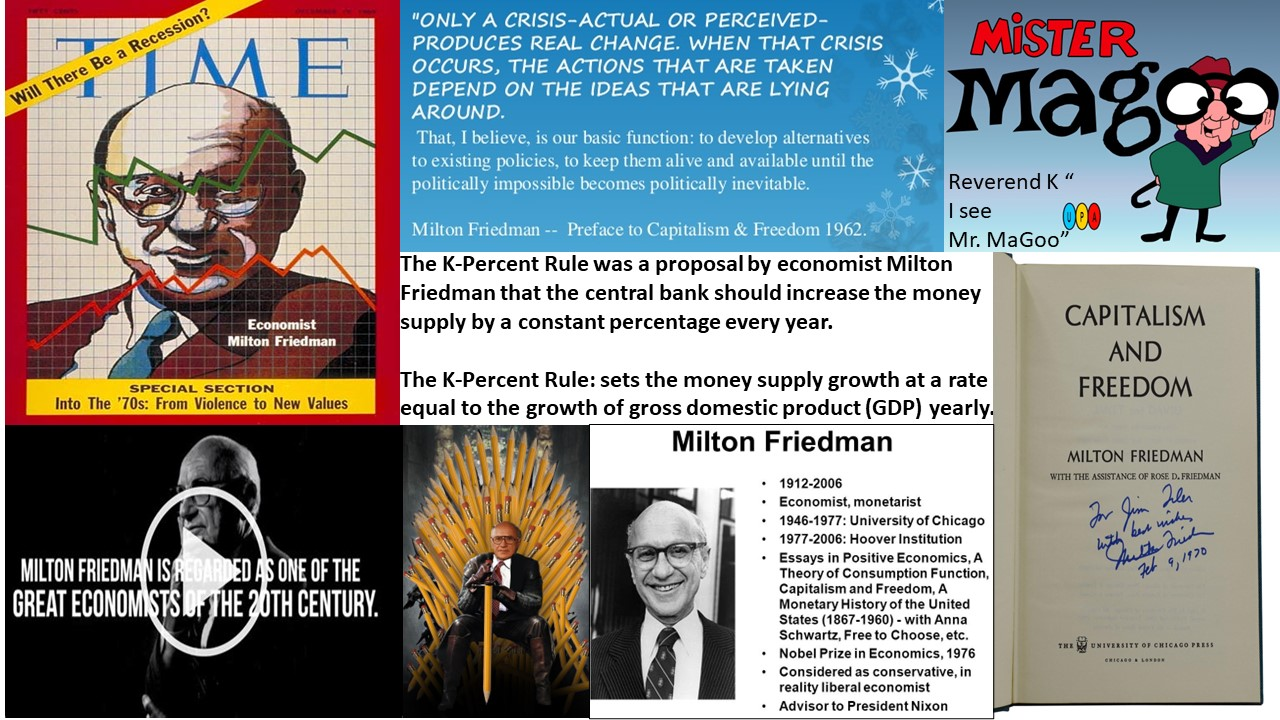 Will There Be a Recession?
TIME
Economist
Milton Friedman
SPECIAL SECTION
Into The '70s: From Violence to New Values
"ONLY A CRISIS-ACTUAL OR PERCEIVED-
PRODUCES REAL CHANGE. WHEN THAT CRISIS
OCCURS, THE ACTIONS THAT ARE TAKEN
DEPEND ON THE IDEAS THAT ARE LYING
AROUND.
That, I believe, is our basic function: to develop alternatives
to existing policies, to keep them alive and available until the
politically impossible becomes politically inevitable.
Milton Friedman -- Preface to Capitalism & Freedom 1962.
MiSTER
Magoo
Reverend K “
I see
Mr. MaGoo”
UPA
The K-Percent Rule was a proposal by economist Milton
Friedman that the central bank should increase the money
supply by a constant percentage every year.
The K-Percent Rule: sets the money supply growth at a rate
equal to the growth of gross domestic product (GDP) yearly.
CAPITALISM
AND
FREEDOM
MILTON FRIEDMAN
WITH THE ASSISTANCE OF ROSE D. FRIEDMAN
For Jim
with best wishes
Milton Friedman
Feb 9, 1970
THE UNIVERSITY OF CHICAGO PRESS
CHICAGO & LONDON
MILTON FRIEDMAN IS REGARDED AS ONE OF THE
GREAT ECONOMISTS OF THE 20TH CENTURY.
Milton Friedman
• 1912-2006
• Economist, monetarist
• 1946-1977: University of Chicago
• 1977-2006: Hoover Institution
• Essays in Positive Economics, A
Theory of Consumption Function,
Capitalism and Freedom, A
Monetary History of the United
States (1867-1960) - with Anna
Schwartz, Free to Choose, etc.
• Nobel Prize in Economics, 1976
• Considered as conservative, in
reality liberal economist
• Advisor to President Nixon